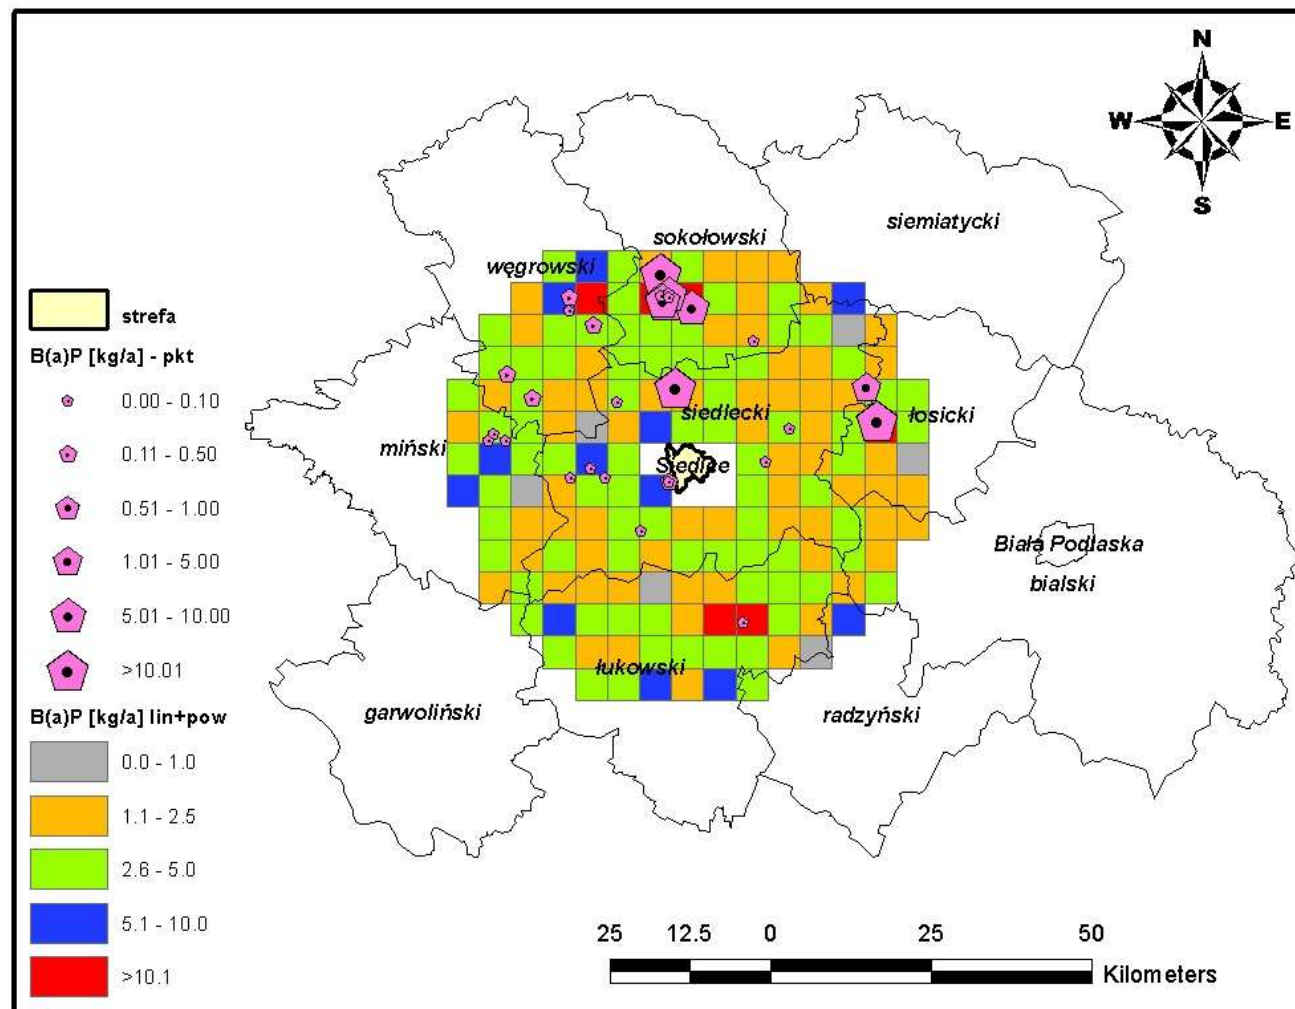 N
W
E
S
siemiatycki
sokołowski
węgrowski
strefa
B(a)P [kg/a] - pkt
0.00 - 0.10
0.11 - 0.50
0.51 - 1.00
1.01 - 5.00
5.01 - 10.00
>10.01
siedlecki
łosicki
miński
Siedlce
Biała Podlaska
bialski
łukowski
garwoliński
radzyński
B(a)P [kg/a] lin+pow
0.0 - 1.0
1.1 - 2.5
2.6 - 5.0
5.1 - 10.0
>10.1
25 12.5 0 25 50
Kilometers